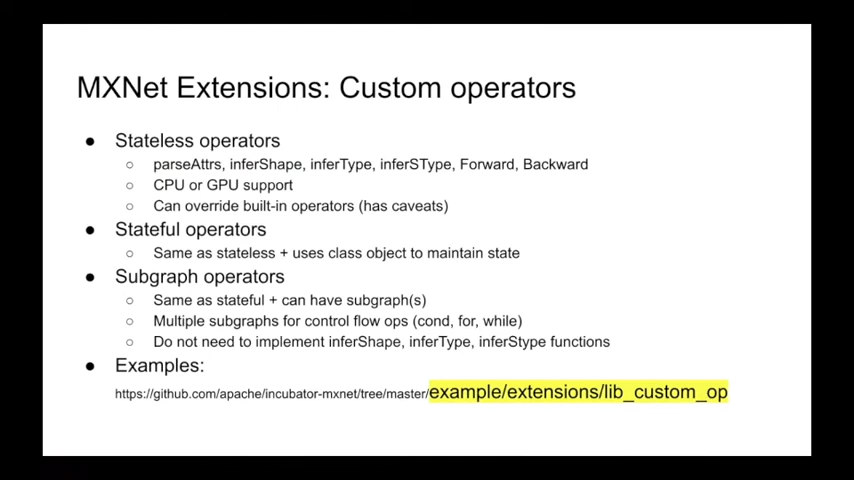 MXNet Extensions: Custom operators
● Stateless operators
○ parseAttrs, inferShape, inferType, inferSType, Forward, Backward
○ CPU or GPU support
○ Can override built-in operators (has caveats)
● Stateful operators
○ Same as stateless + uses class object to maintain state
● Subgraph operators
○ Same as stateful + can have subgraph(s)
○ Multiple subgraphs for control flow ops (cond, for, while)
○ Do not need to implement inferShape, inferType, inferStype functions
● Examples:
https://github.com/apache/incubator-mxnet/tree/master/example/extensions/lib_custom_op